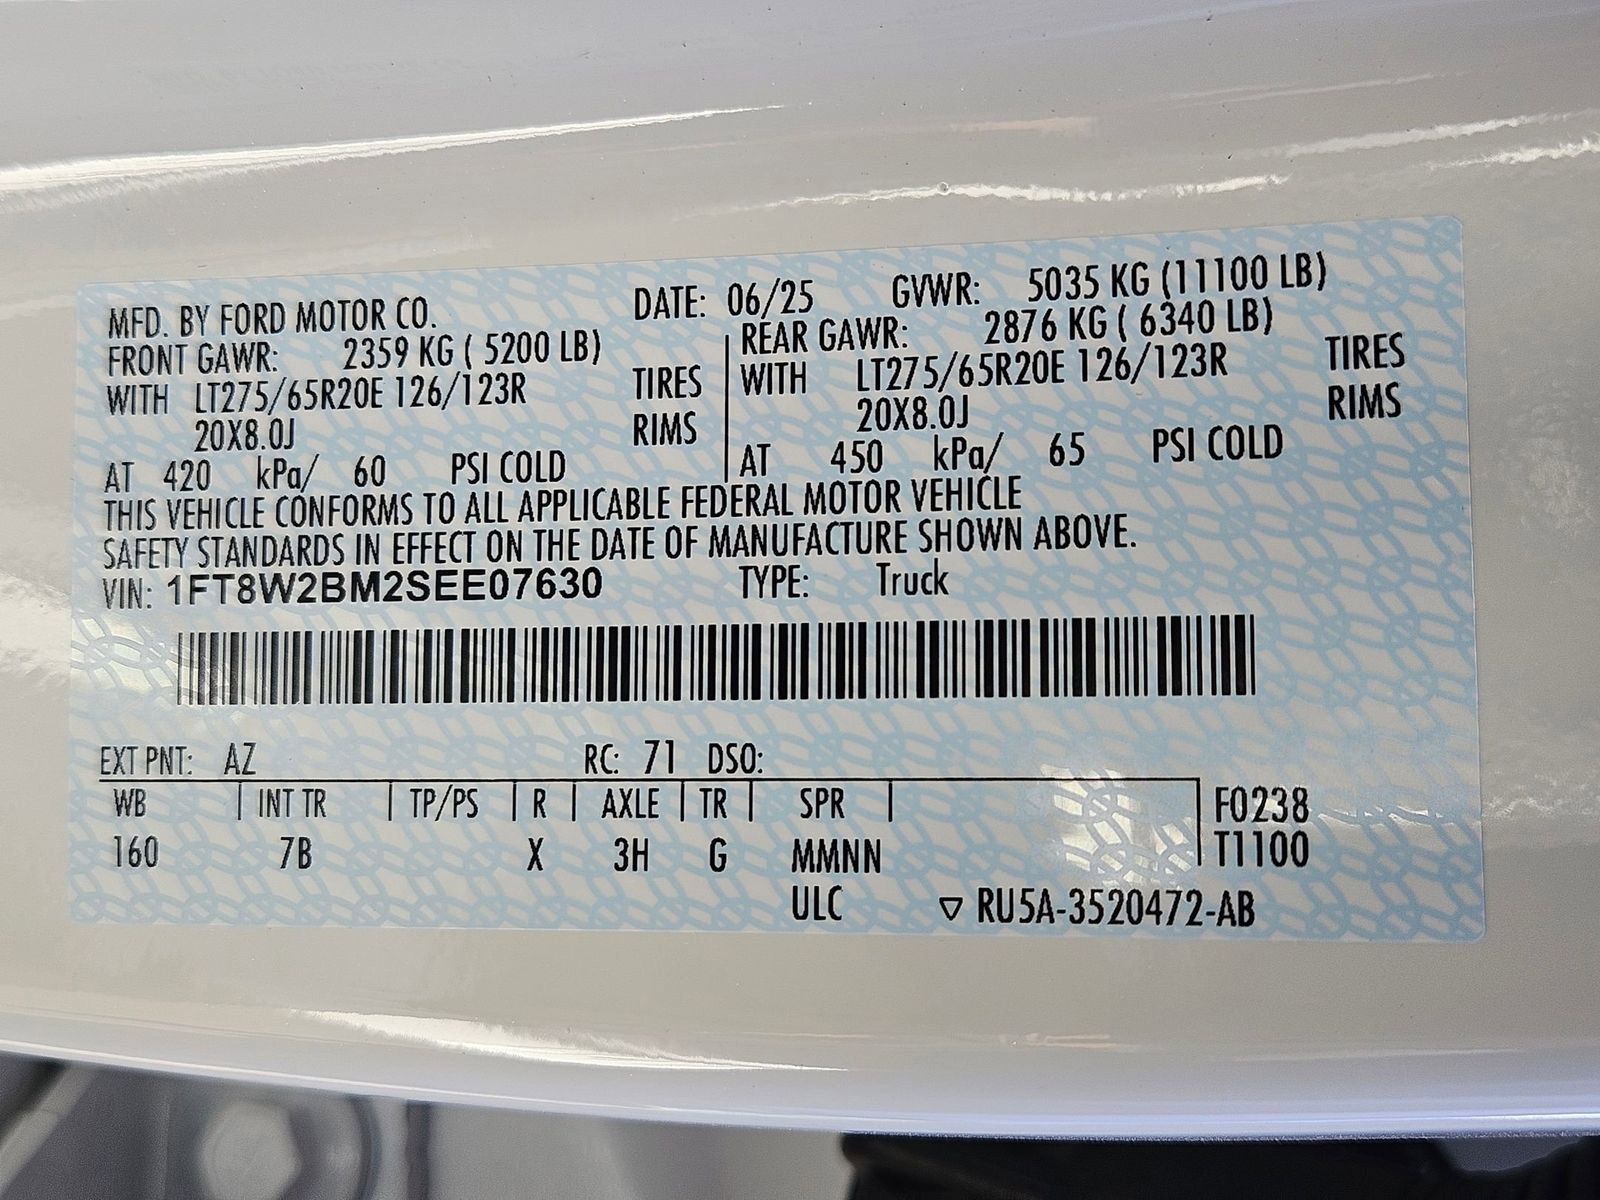 MFD. BY FORD MOTOR CO. DATE: 06/25 GVWR: 5035 KG (11100 LB)
FRONT GAWR: 2359 KG ( 5200 LB)
WITH LT275/65R20E 126/123R TIRES
20X8.0J RIMS
AT 420 kPa/ 60 PSI COLD
REAR GAWR: 2876 KG ( 6340 LB)
WITH LT275/65R20E 126/123R TIRES
20X8.0J RIMS
AT 450 kPa/ 65 PSI COLD
THIS VEHICLE CONFORMS TO ALL APPLICABLE FEDERAL MOTOR VEHICLE
SAFETY STANDARDS IN EFFECT ON THE DATE OF MANUFACTURE SHOWN ABOVE.
VIN: 1FT8W2BM2SEE07630 TYPE: Truck
EXT PNT: AZ RC: 71 DSO:
WB | INT TR | TP/PS | R | AXLE | TR | SPR | F0238
160 7B X 3H G MMNN T1100
ULC ▽ RU5A-3520472-AB